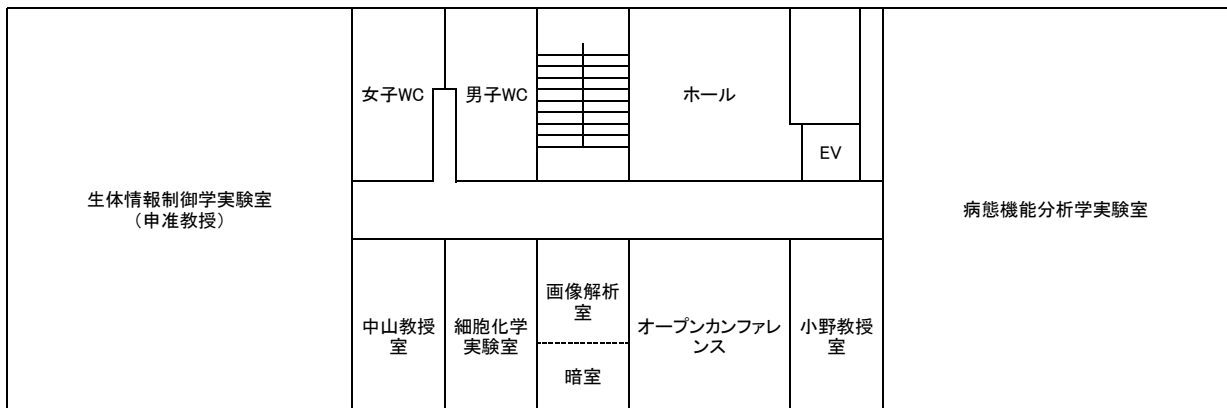 女子WC
男子WC
ホール
EV
生体情報制御学実験室
（申准教授）
病態機能分析学実験室
中山教授
室
細胞化学
実験室
画像解析
室
暗室
オープンカンファレ
ンス
小野教授
室